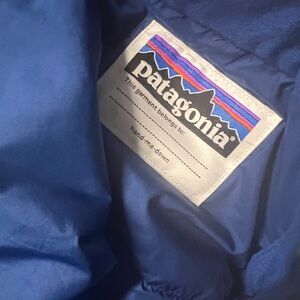 patagonia®
This garment belongs to:
hand-me-down